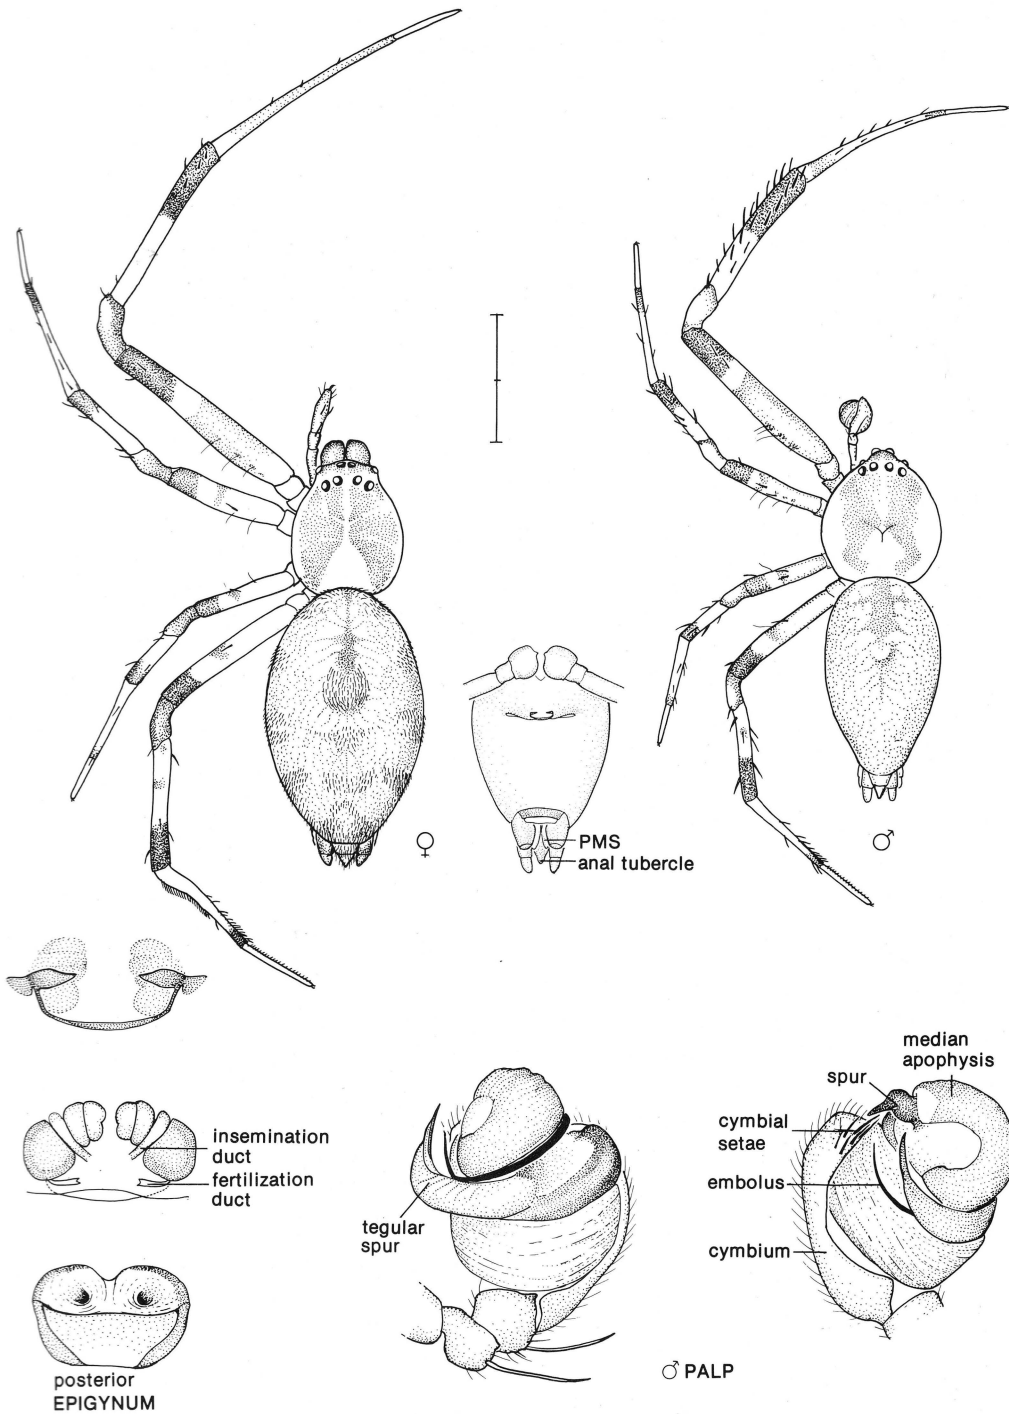 ♀
♂
PMS
anal tubercle
insemination
duct
fertilization
duct
posterior
EPIGYNUM
tegular
spur
median
apophysis
spur
cymbial
setae
embolus
cymbium
♂ PALP